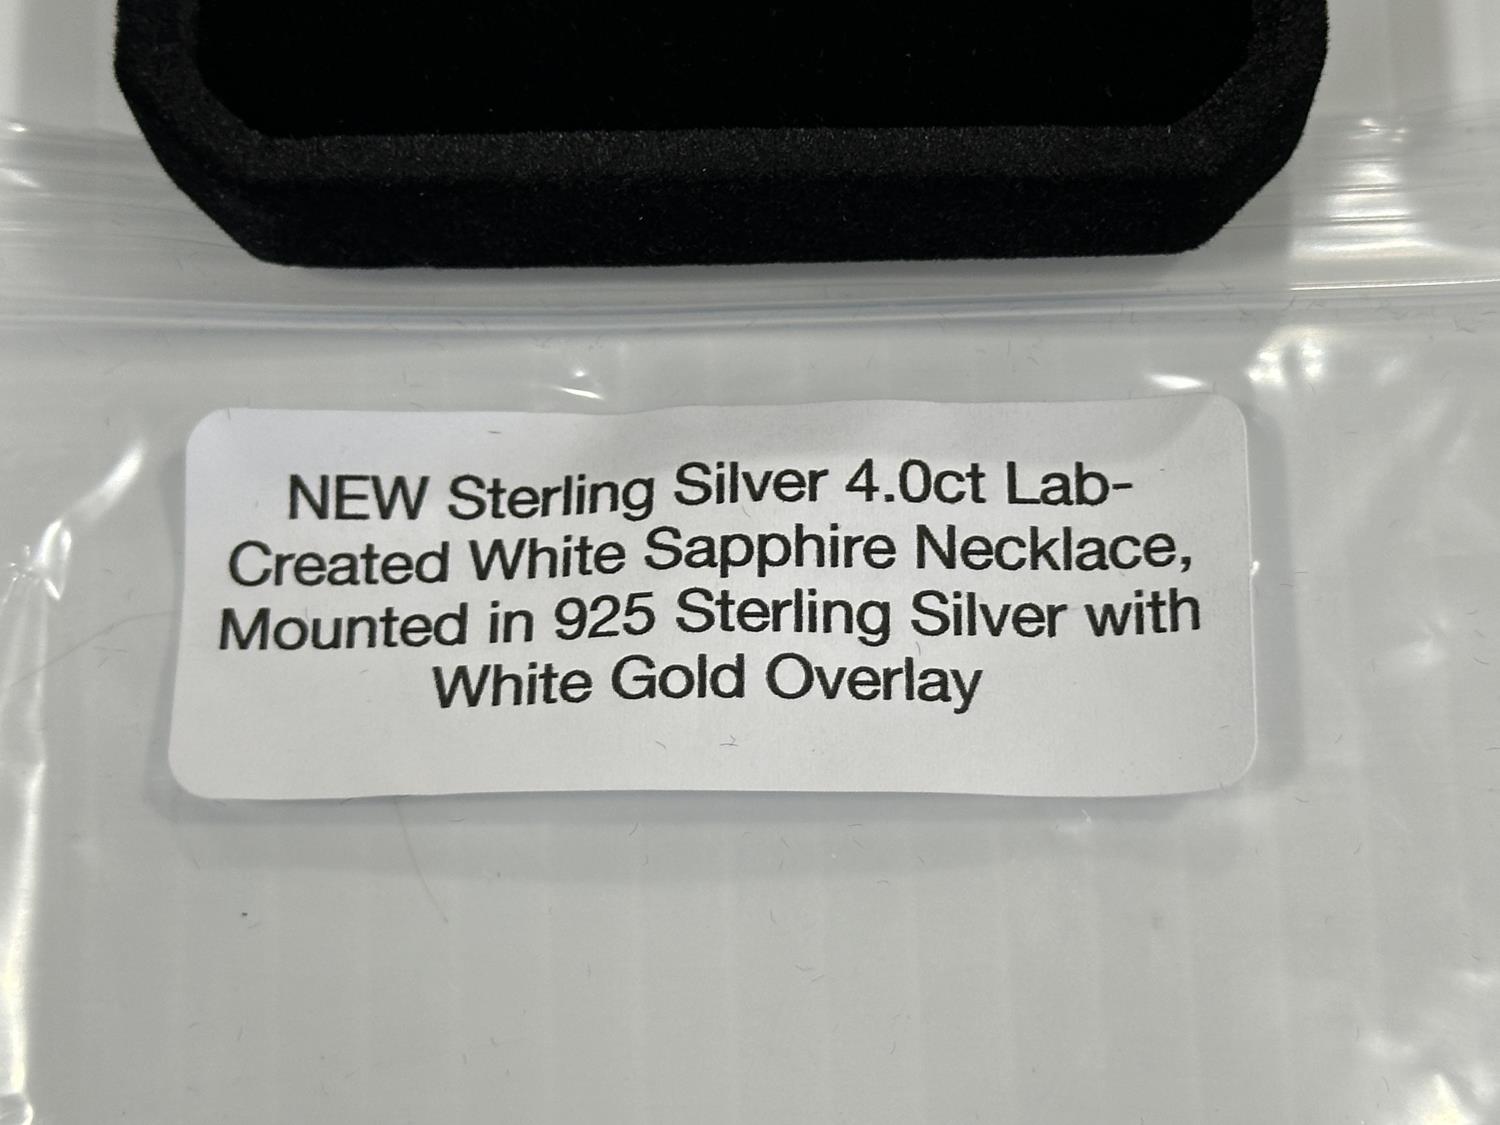 NEW Sterling Silver 4.0ct Lab-
Created White Sapphire Necklace,
Mounted in 925 Sterling Silver with
White Gold Overlay